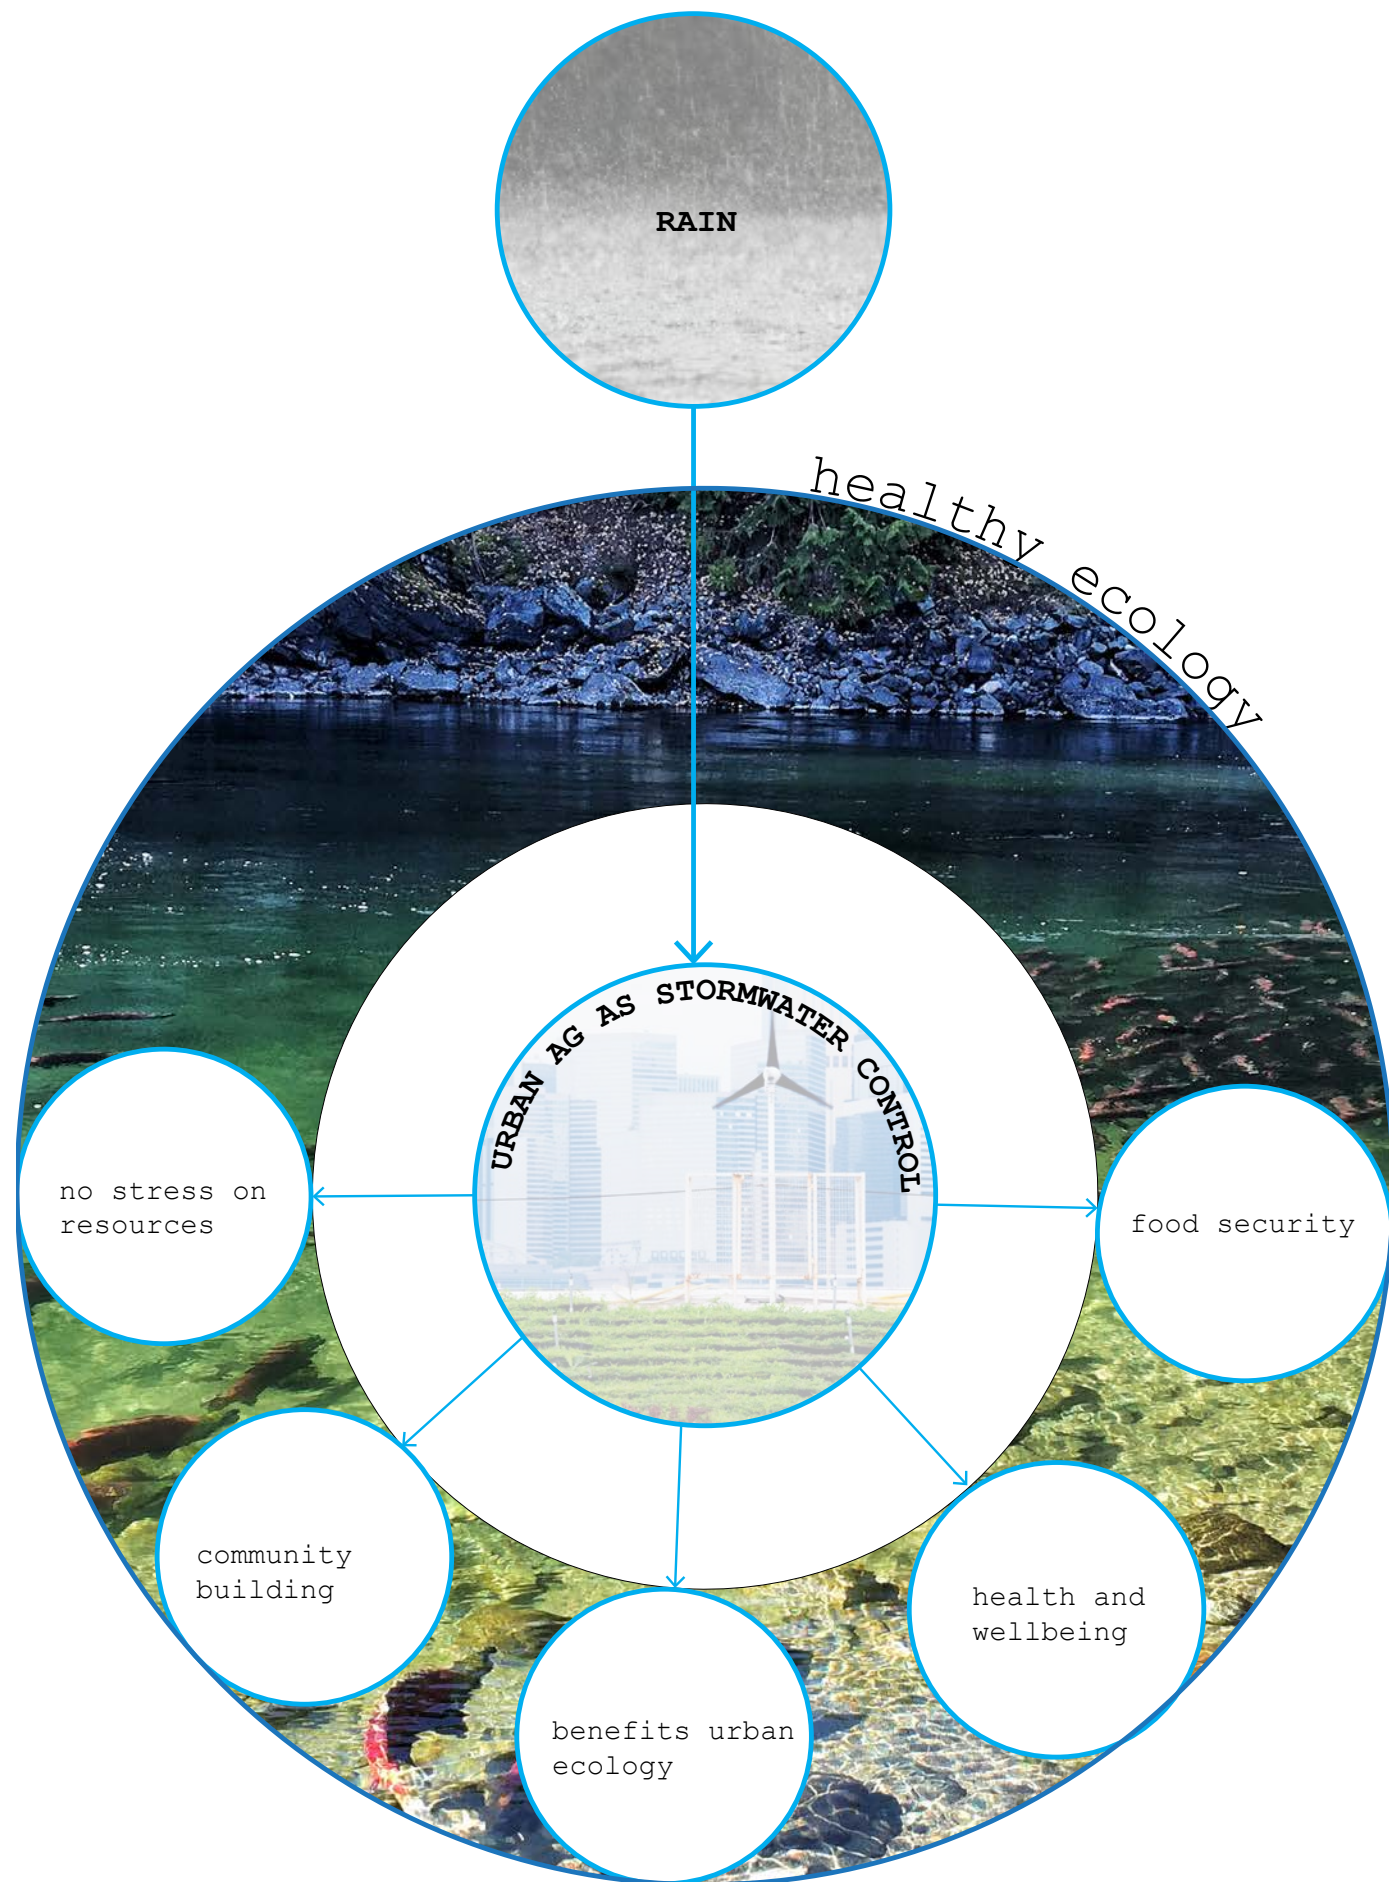 RAIN
healthy ecology
URBAN AG AS STORMWATER CONTROL
no stress on
resources
food security
community
building
health and
wellbeing
benefits urban
ecology